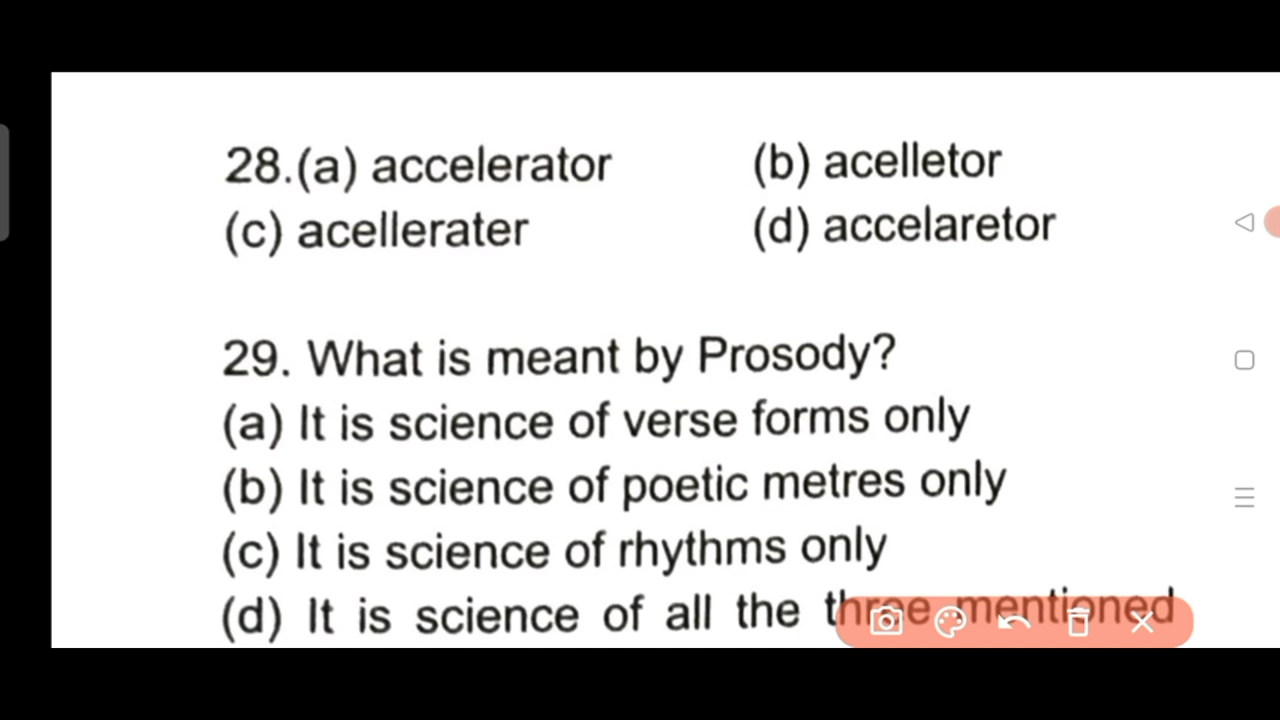 28.(a) accelerator (b) acelletor
(c) acellerater (d) accelaretor
29. What is meant by Prosody?
(a) It is science of verse forms only
(b) It is science of poetic metres only
(c) It is science of rhythms only
(d) It is science of all the three mentioned